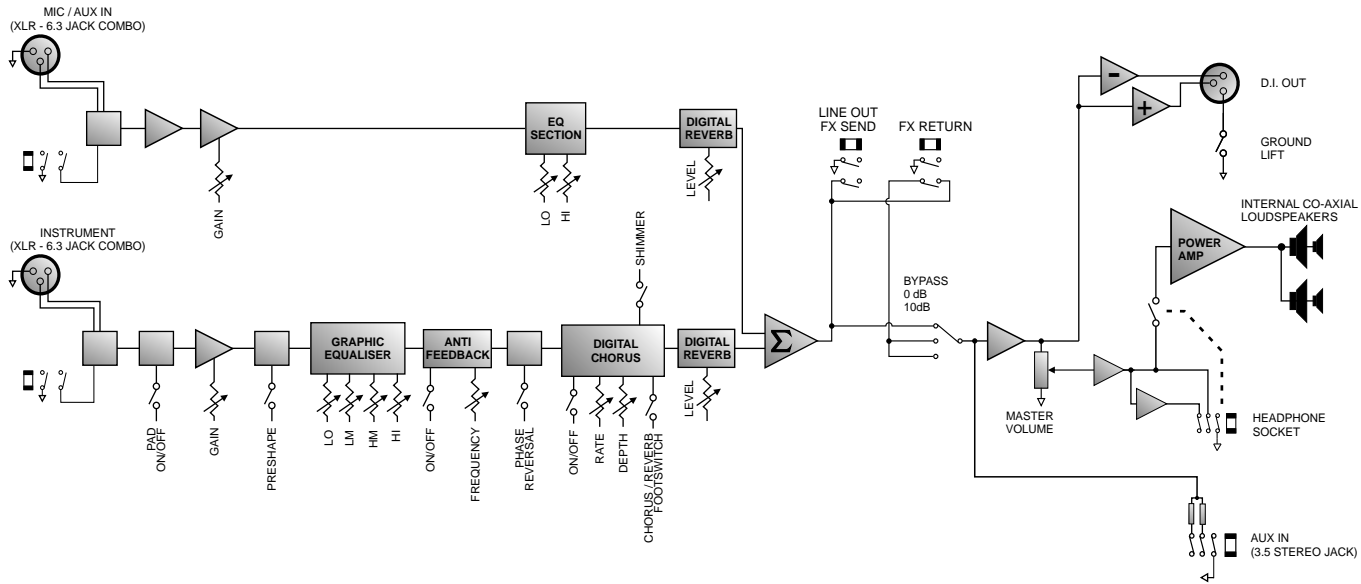 MIC / AUX IN
(XLR - 6.3 JACK COMBO)
GAIN
EQ
SECTION
LO
HI
DIGITAL
REVERB
LEVEL
INSTRUMENT
(XLR - 6.3 JACK COMBO)
PAD
ON/OFF
GAIN
PRESHAPE
GRAPHIC
EQUALISER
LO
LM
HM
HI
ANTI
FEEDBACK
ON/OFF
FREQUENCY
PHASE
REVERSAL
SHIMMER
DIGITAL
CHORUS
ON/OFF
RATE
DEPTH
CHORUS / REVERB
FOOTSWITCH
DIGITAL
REVERB
LEVEL
Σ
LINE OUT
FX SEND
FX RETURN
BYPASS
0 dB
10dB
MASTER
VOLUME
-
+
D.I. OUT
GROUND
LIFT
INTERNAL CO-AXIAL
LOUDSPEAKERS
POWER
AMP
HEADPHONE
SOCKET
AUX IN
(3.5 STEREO JACK)